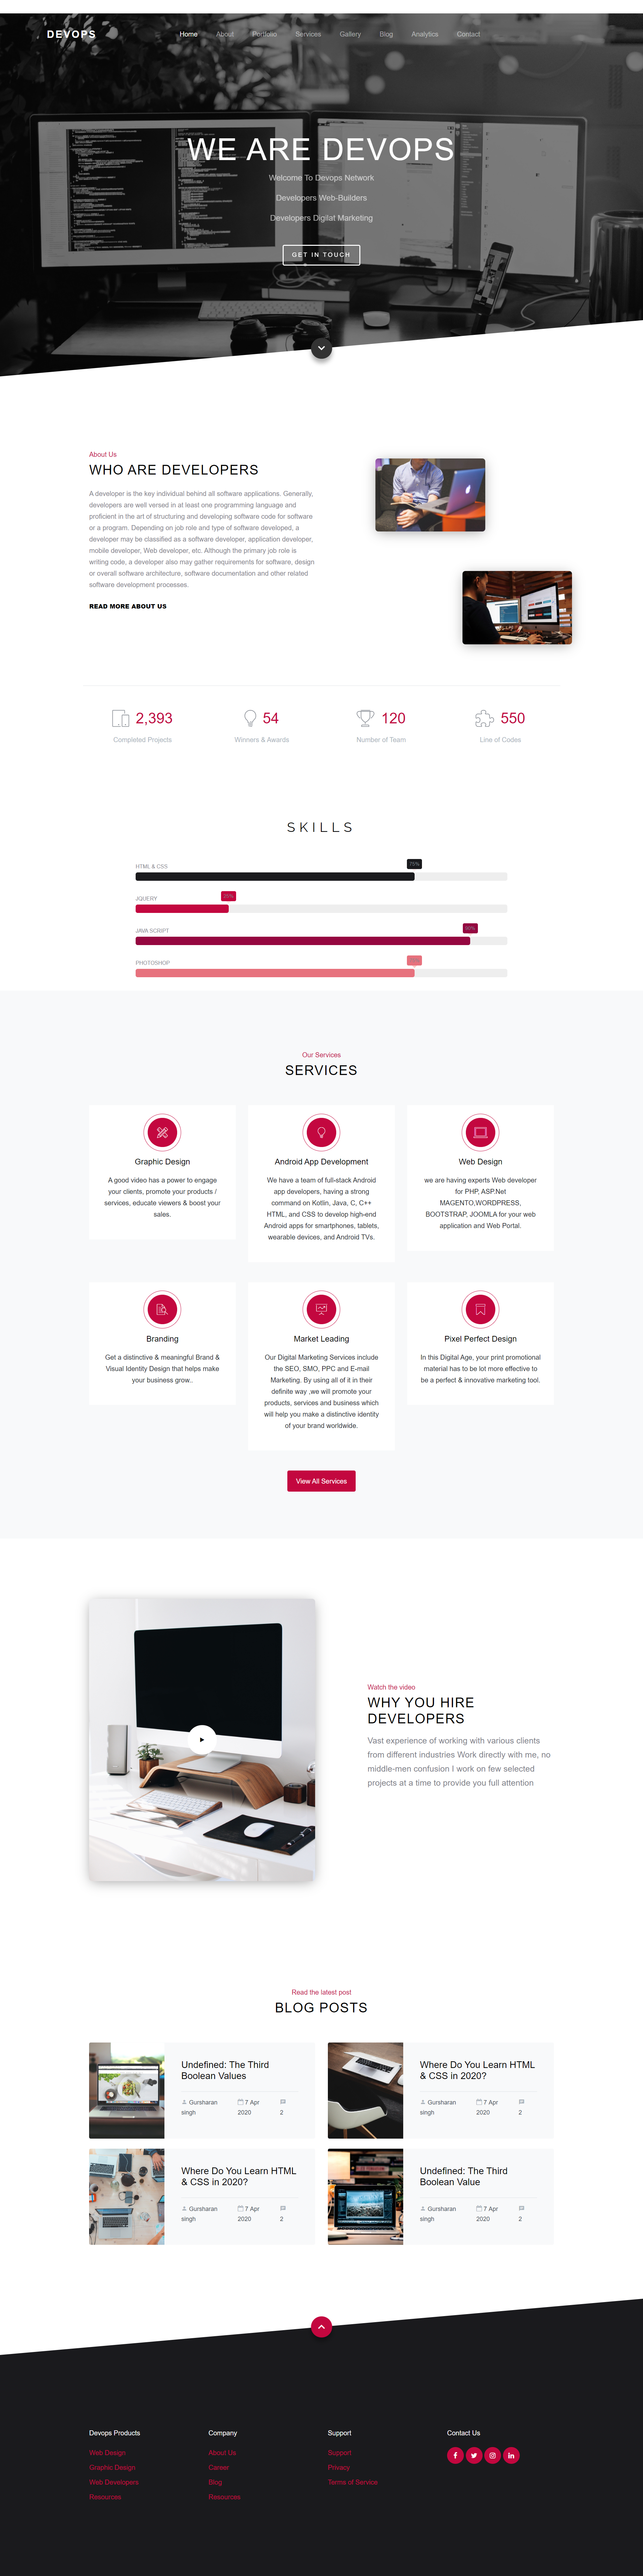 DEVOPS
Home About Portfolio Services Gallery Blog Analytics Contact
WE ARE DEVOPS
Welcome To Devops Network
Developers Web-Builders
Developers Digilat Marketing
GET IN TOUCH
About Us
WHO ARE DEVELOPERS
A developer is the key individual behind all software applications. Generally,
developers are well versed in at least one programming language and
proficient in the art of structuring and developing software code for software
or a program. Depending on job role and type of software developed, a
developer may be classified as a software developer, application developer,
mobile developer, Web developer, etc. Although the primary job role is
writing code, a developer also may gather requirements for software, design
or overall software architecture, software documentation and other related
software development processes.
READ MORE ABOUT US
2,393
Completed Projects
54
Winners & Awards
120
Number of Team
550
Line of Codes
SKILLS
HTML & CSS
75%
JQUERY
JAVA SCRIPT
90%
PHOTOSHOP
Our Services
SERVICES
Graphic Design
A good video has a power to engage
your clients, promote your products /
services, educate viewers & boost your
sales.
Android App Development
We have a team of full-stack Android
app developers, having a strong
command on Kotlin, Java, C, C++
HTML, and CSS to develop high-end
Android apps for smartphones, tablets,
wearable devices, and Android TVs.
Web Design
we are having experts Web developer
for PHP, ASP.Net
MAGENTO,WORDPRESS,
BOOTSTRAP, JOOMLA for your web
application and Web Portal.
Branding
Get a distinctive & meaningful Brand &
Visual Identity Design that helps make
your business grow..
Market Leading
Our Digital Marketing Services include
the SEO, SMO, PPC and E-mail
Marketing. By using all of it in their
definite way ,we will promote your
products, services and business which
will help you make a distinctive identity
of your brand worldwide.
Pixel Perfect Design
In this Digital Age, your print promotional
material has to be lot more effective to
be a perfect & innovative marketing tool.
View All Services
Watch the video
WHY YOU HIRE
DEVELOPERS
Vast experience of working with various clients
from different industries Work directly with me, no
middle-men confusion I work on few selected
projects at a time to provide you full attention
Read the latest post
BLOG POSTS
Undefined: The Third
Boolean Values
Gursharan singh
7 Apr 2020
2
Where Do You Learn HTML
& CSS in 2020?
Gursharan singh
7 Apr 2020
2
Where Do You Learn HTML
& CSS in 2020?
Gursharan singh
7 Apr 2020
2
Undefined: The Third
Boolean Value
Gursharan singh
7 Apr 2020
2
Devops Products
Web Design
Graphic Design
Web Developers
Resources
Company
About Us
Career
Blog
Resources
Support
Support
Privacy
Terms of Service
Contact Us